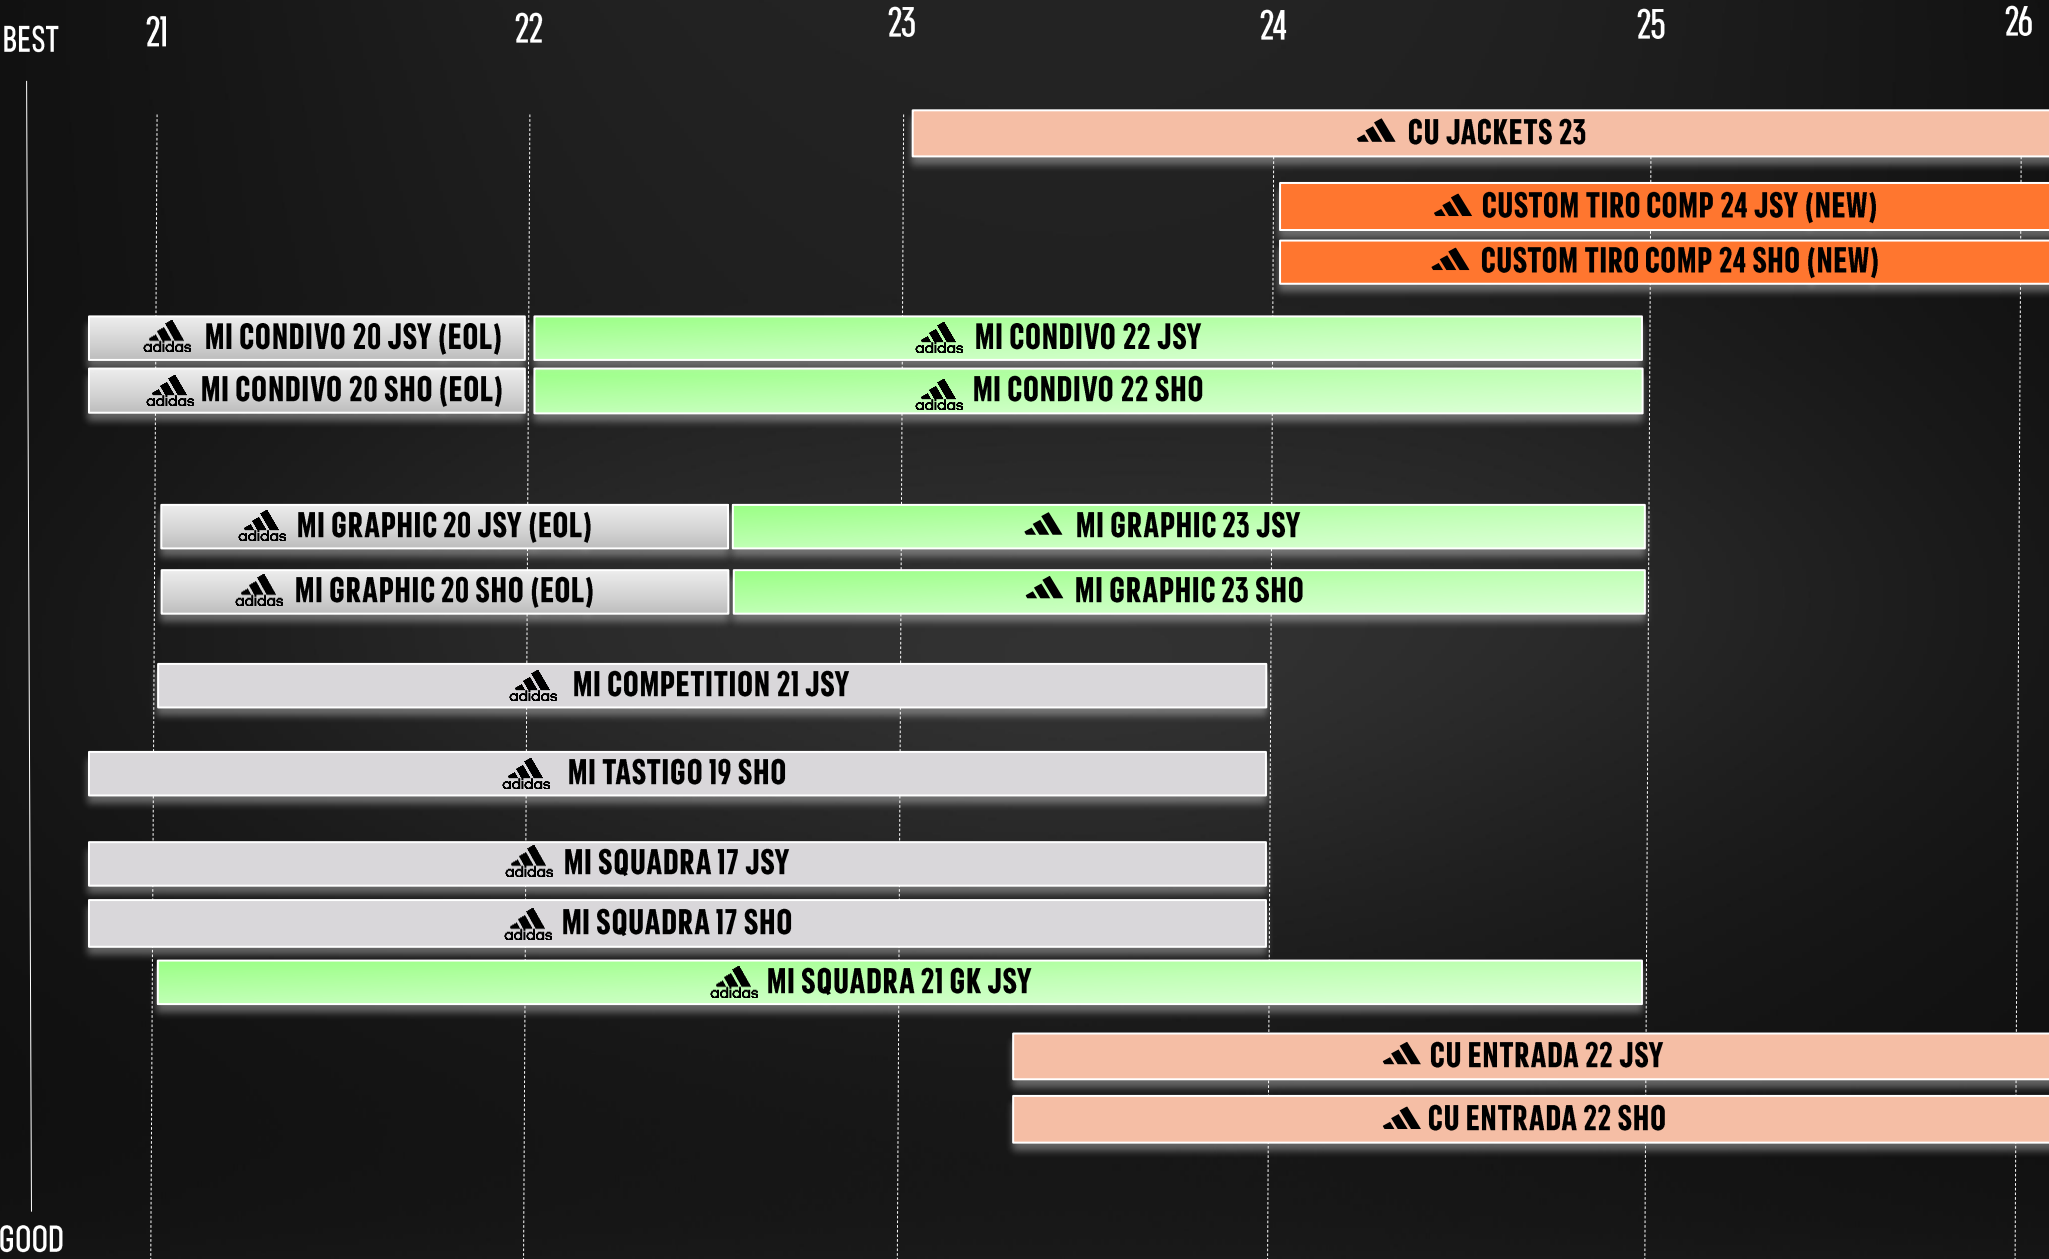 BEST 21 22 23 24 25 26
CU JACKETS 23
CUSTOM TIRO COMP 24 JSY (NEW)
CUSTOM TIRO COMP 24 SHO (NEW)
adidas MI CONDIVO 20 JSY (EOL) adidas MI CONDIVO 22 JSY
adidas MI CONDIVO 20 SHO (EOL) adidas MI CONDIVO 22 SHO
adidas MI GRAPHIC 20 JSY (EOL) MI GRAPHIC 23 JSY
adidas MI GRAPHIC 20 SHO (EOL) MI GRAPHIC 23 SHO
adidas MI COMPETITION 21 JSY
adidas MI TASTIGO 19 SHO
adidas MI SQUADRA 17 JSY
adidas MI SQUADRA 17 SHO
adidas MI SQUADRA 21 GK JSY
CU ENTRADA 22 JSY
CU ENTRADA 22 SHO
GOOD